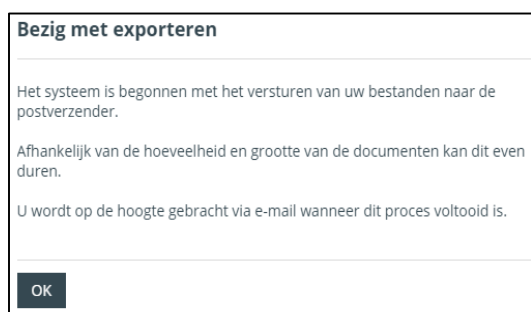 Bezig met exporteren
Het systeem is begonnen met het versturen van uw bestanden naar de
postverzender.
Afhankelijk van de hoeveelheid en grootte van de documenten kan dit even
duren.
U wordt op de hoogte gebracht via e-mail wanneer dit proces voltooid is.
OK